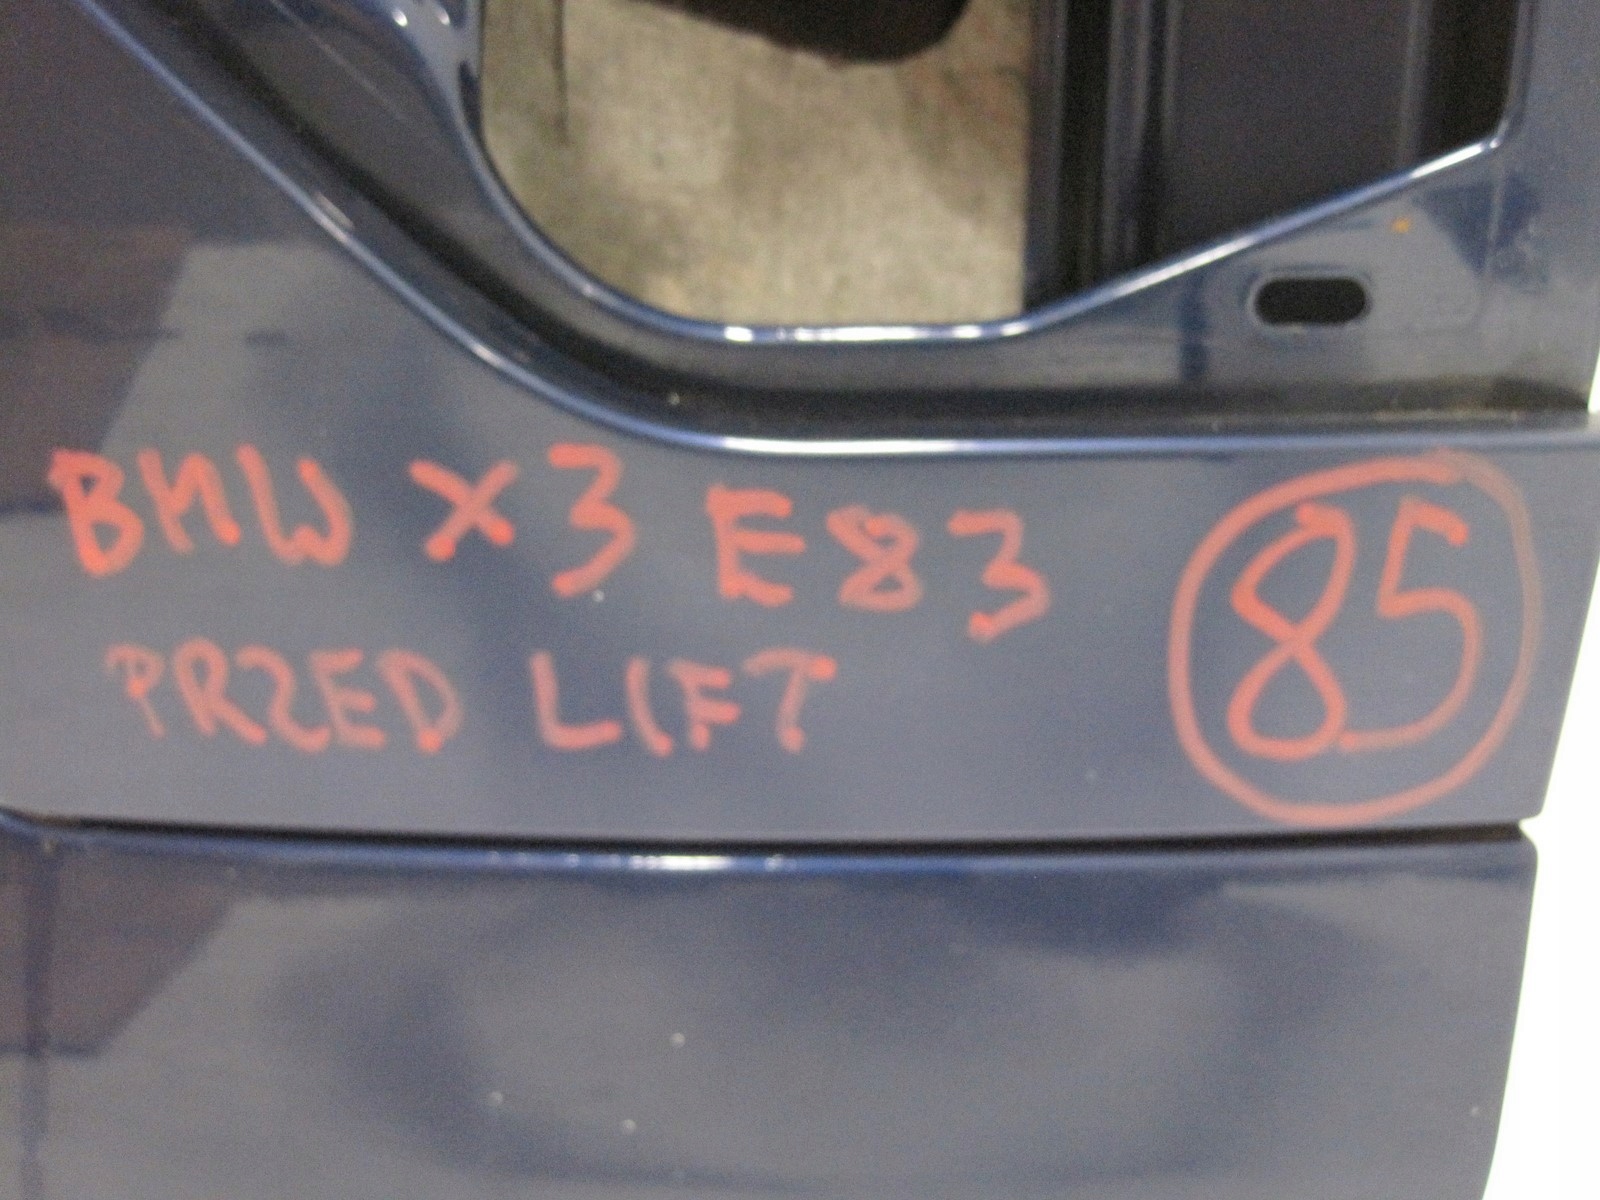 BMW X3 E83
PRZED LIFT
85